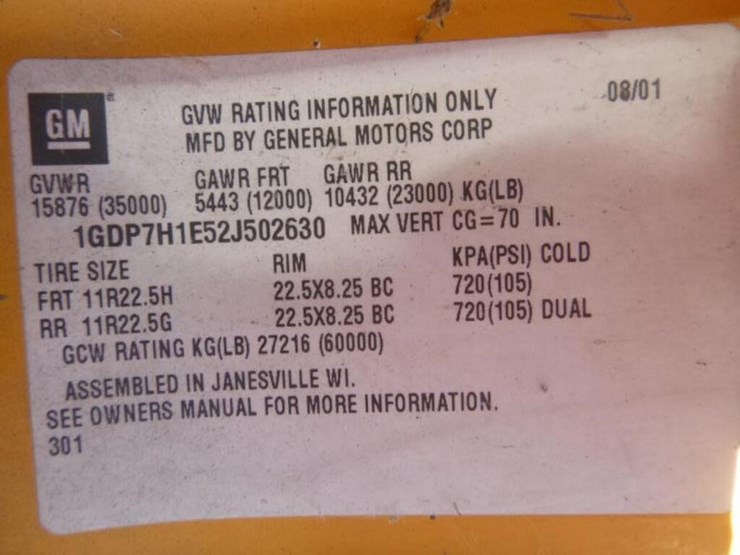 GM
GVW RATING INFORMATION ONLY 08/01
MFD BY GENERAL MOTORS CORP
GVWR GAWR FRT GAWR RR
15876 (35000) 5443 (12000) 10432 (23000) KG(LB)
1GDP7H1E52J502630 MAX VERT CG=70 IN.
TIRE SIZE RIM KPA(PSI) COLD
FRT 11R22.5H 22.5X8.25 BC 720(105)
RR 11R22.5G 22.5X8.25 BC 720(105) DUAL
GCW RATING KG(LB) 27216 (60000)
ASSEMBLED IN JANESVILLE WI.
SEE OWNERS MANUAL FOR MORE INFORMATION.
301